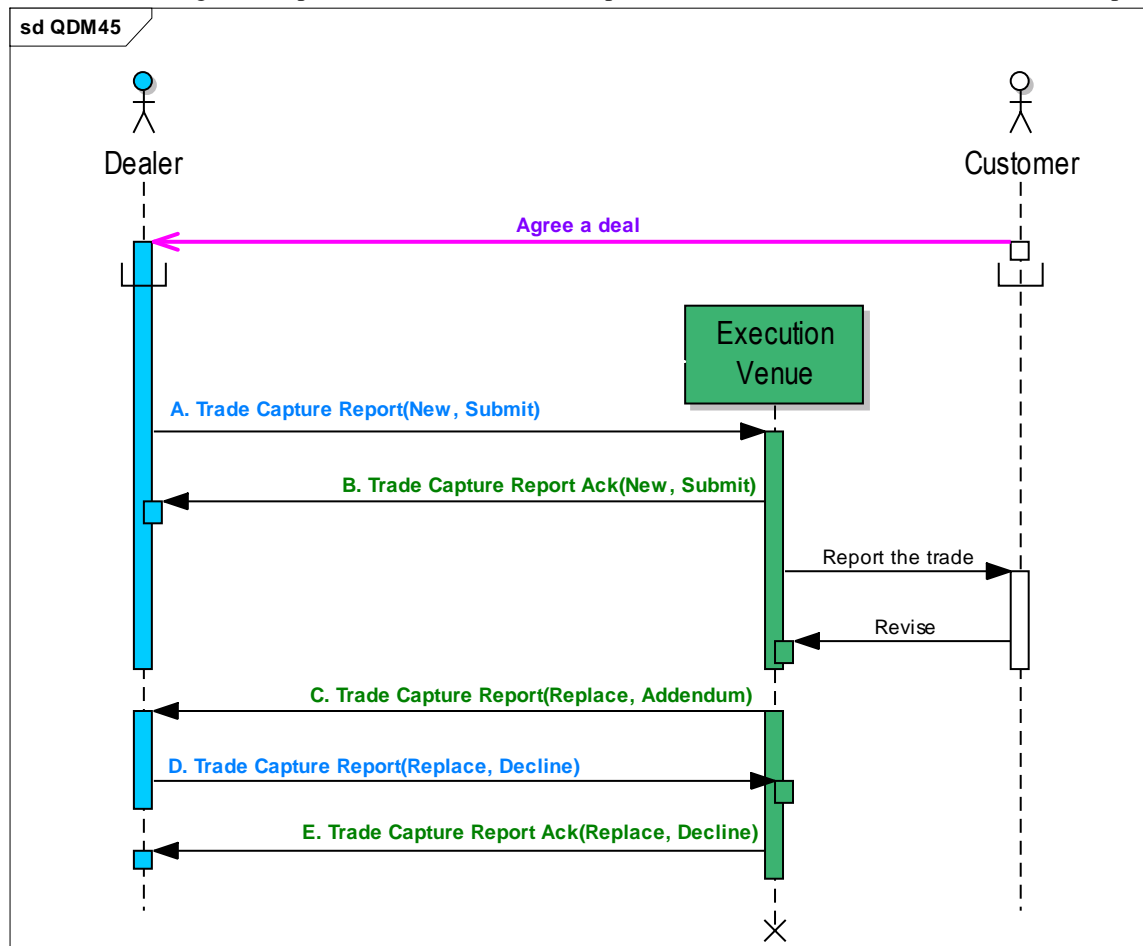 sd QDM45
Dealer
Customer
Agree a deal
Execution
Venue
A. Trade Capture Report(New, Submit)
B. Trade Capture Report Ack(New, Submit)
Report the trade
Revise
C. Trade Capture Report(Replace, Addendum)
D. Trade Capture Report(Replace, Decline)
E. Trade Capture Report Ack(Replace, Decline)